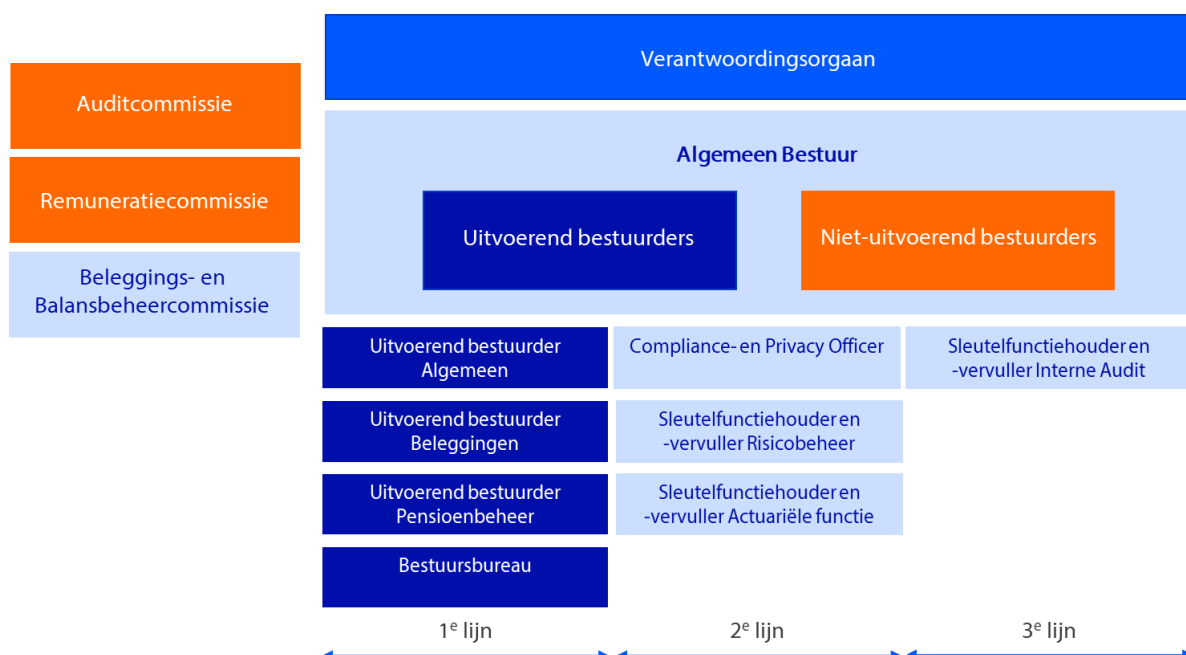 Verantwoordingsorgaan
Auditcommissie
Remuneratiecommissie
Beleggings- en
Balansbeheercommissie
Algemeen Bestuur
Uitvoerend bestuurders
Niet-uitvoerend bestuurders
Uitvoerend bestuurder
Algemeen
Compliance- en Privacy Officer
Sleutelfunctiehouder en
-vervuller Interne Audit
Uitvoerend bestuurder
Beleggingen
Sleutelfunctiehouder en
-vervuller Risicobeheer
Uitvoerend bestuurder
Pensioenbeheer
Sleutelfunctiehouder en
-vervuller Actuariële functie
Bestuursbureau
1e lijn
2e lijn
3e lijn